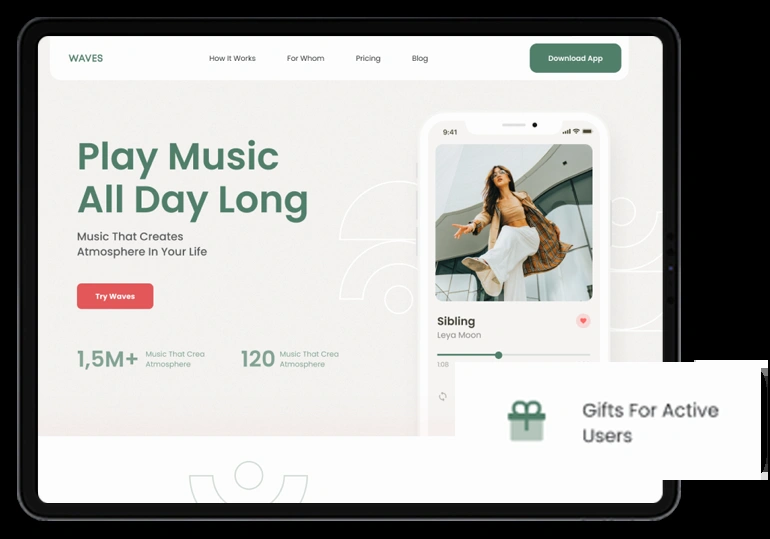 WAVES
How It Works
For Whom
Pricing
Blog
Download App
Play Music
All Day Long
Music That Creates
Atmosphere In Your Life
Try Waves
1,5M+
Music That Crea
Atmosphere
120
Music That Crea
Atmosphere
9:41
Sibling
Leya Moon
1:08
Gifts For Active
Users